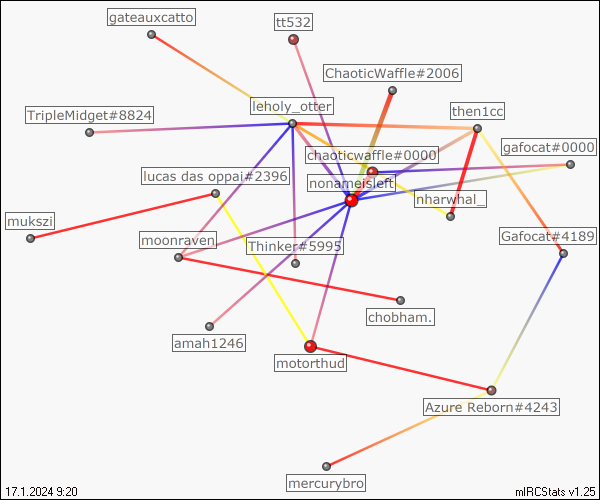 gateauxcatto
tt532
ChaoticWaffle#2006
leholy_otter
TripleMidget#8824
then1cc
chaoticwaffle#0000
gafocat#0000
lucas das oppai#2396
nonameisleft
nharwhal_
mukszi
moonraven
Thinker#5995
Gafocat#4189
chobham.
amah1246
motorthud
Azure Reborn#4243
mercurybro
17.1.2024 9:20
mIRCStats v1.25